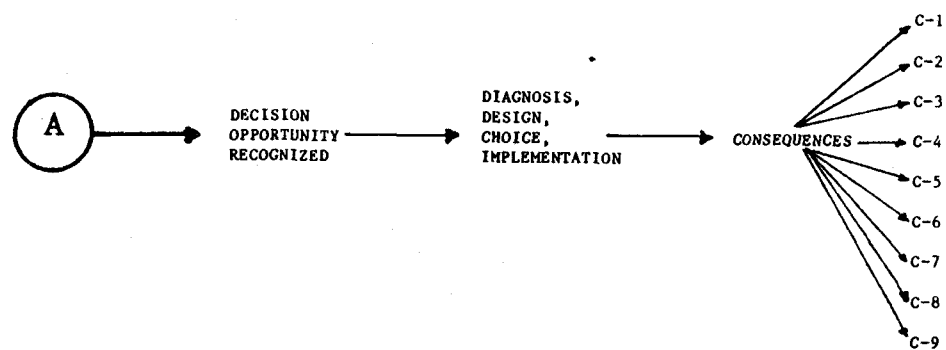 A
DECISION
OPPORTUNITY
RECOGNIZED
DIAGNOSIS,
DESIGN,
CHOICE,
IMPLEMENTATION
CONSEQUENCES
C-1
C-2
C-3
C-4
C-5
C-6
C-7
C-8
C-9